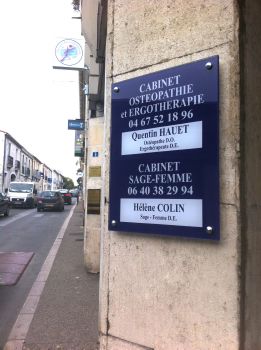 CABINET
OSTEOPATHIE
et ERGOTHERAPIE
04 67 52 18 96
Quentin HAUET
Ostéopathe D.O.
Ergothérapeute D.E.
CABINET
SAGE-FEMME
06 40 38 29 94
Hélène COLIN
Sage - Femme D.E.